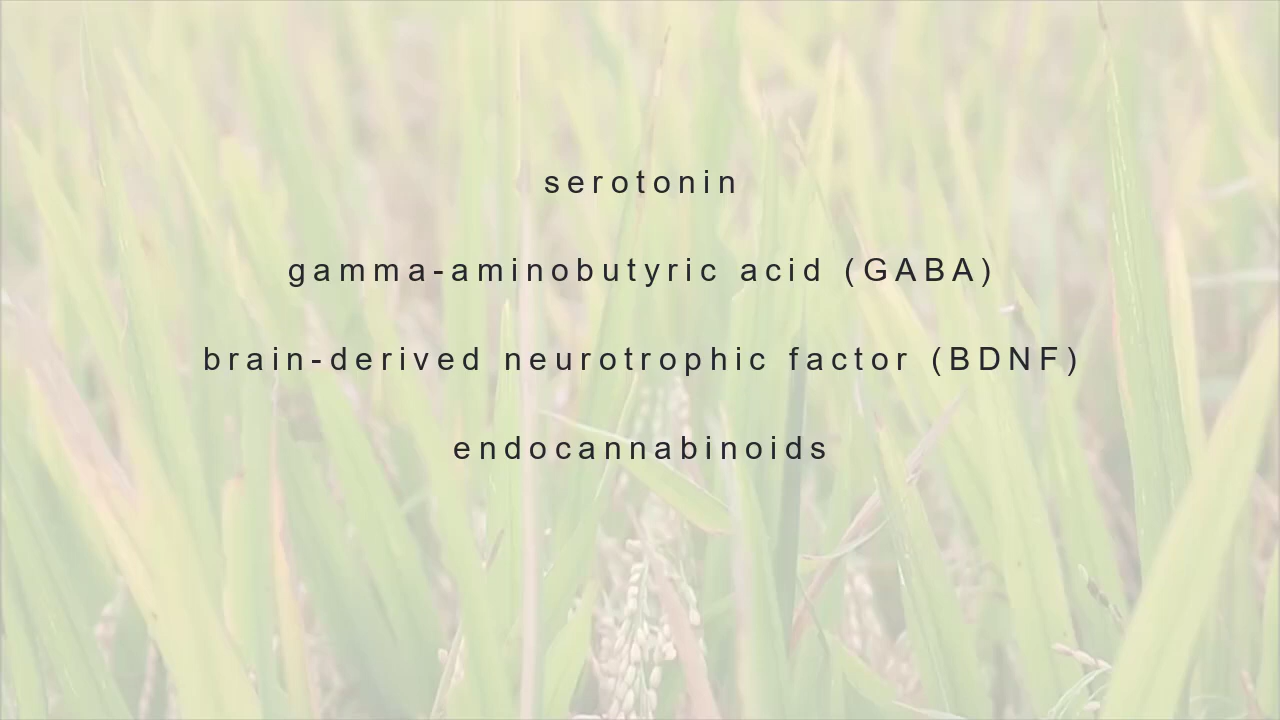 serotonin
gamma-aminobutyric acid (GABA)
brain-derived neurotrophic factor (BDNF)
endocannabinoids